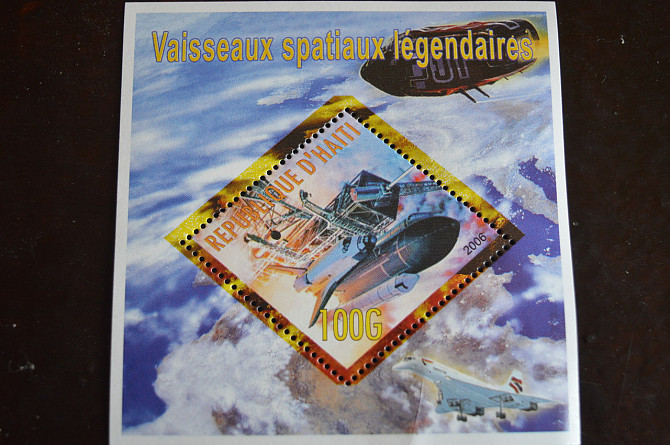 Vaisseaux spatiaux légendaires
REPUBLIQUE D'HAITI
2006
100G